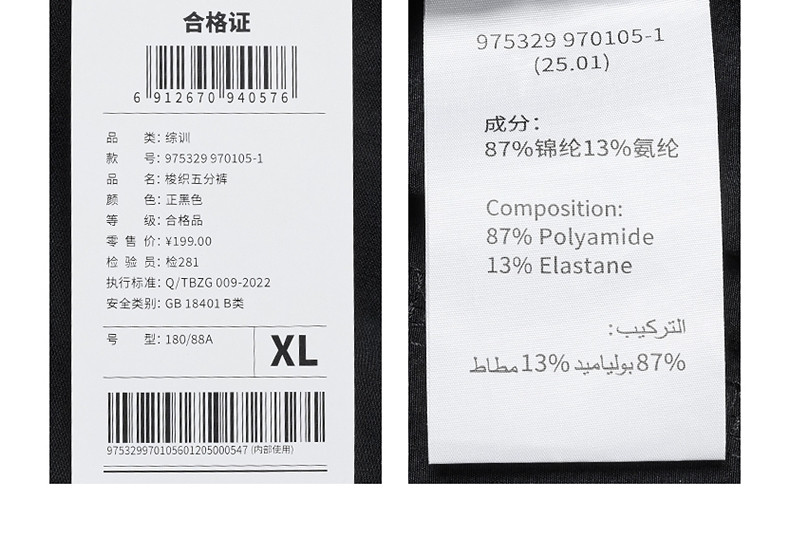 合格证
6 912670 940576
品 类：综训
款 号：975329 970105-1
品 名：梭织五分裤
颜 色：正黑色
等 级：合格品
零 售 价：¥199.00
检 验 员：检281
执行标准：Q/TBZG 009-2022
安全类别：GB 18401 B类
号 型：180/88A
XL
975329970105601205000547 (内部使用)
975329 970105-1
(25.01)
成分：
87%锦纶13%氨纶
Composition:
87% Polyamide
13% Elastane
التركيب:
87% بولياميد 13% مطاط